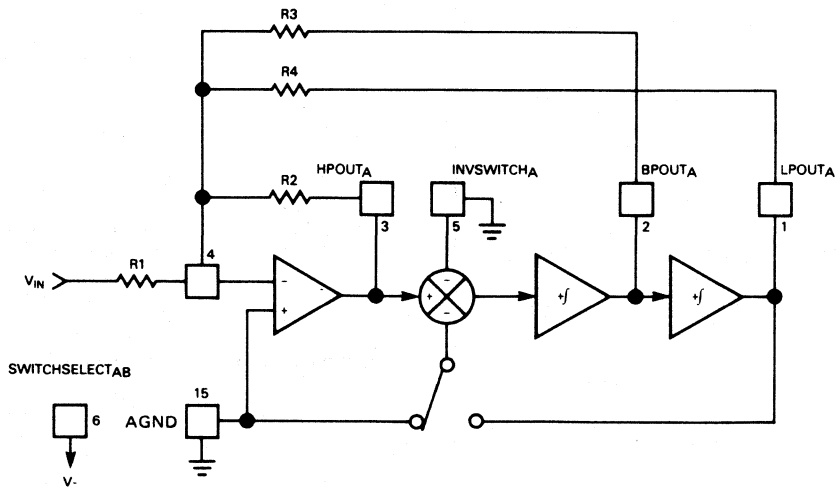 R3
R4
HPOUTA
INVSWITCHA
BPOUTA
LPOUTA
R2
3
5
2
1
4
R1
VIN
−
+
+
−
−
+∫
+∫
SWITCHSELECTAB
15
6
AGND
V-